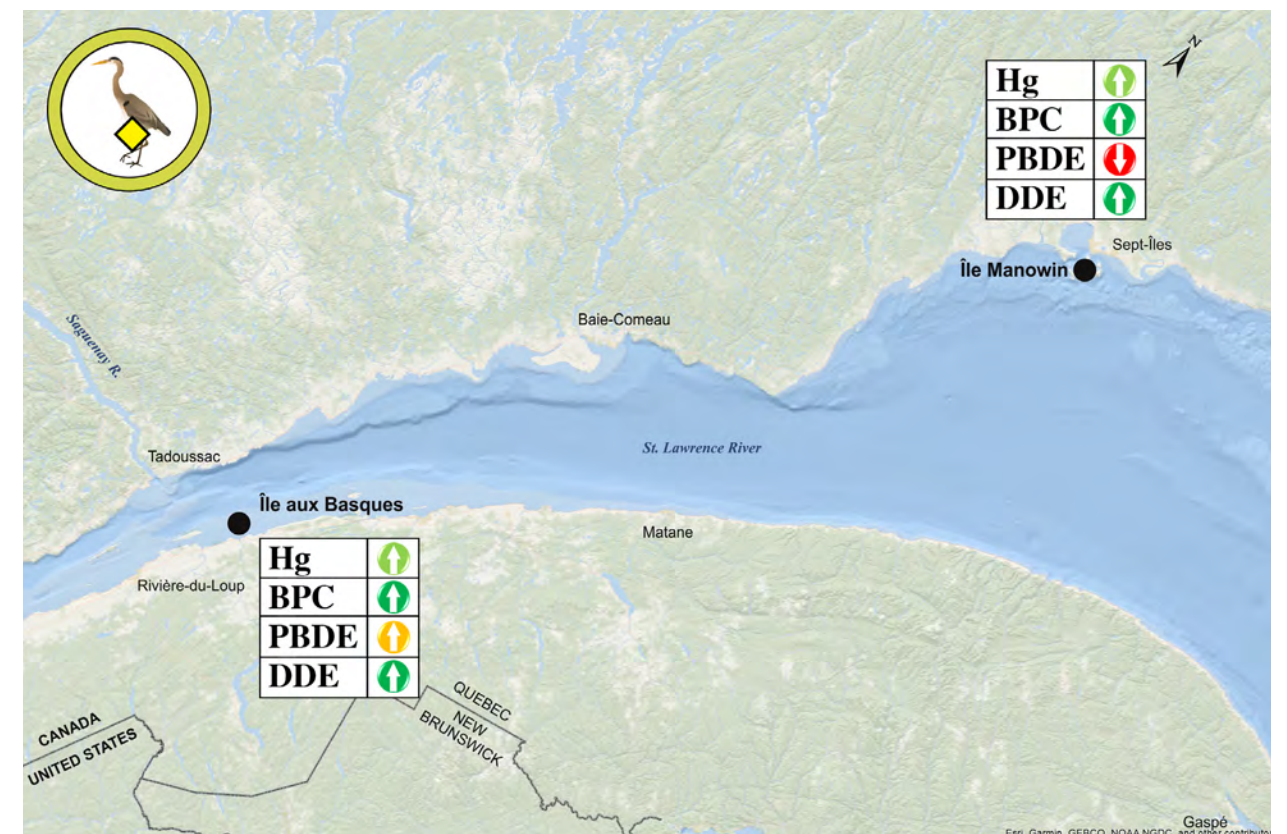 N
Hg
BPC
PBDE
DDE
Sept-Îles
Île Manowin
Baie-Comeau
Saguenay R.
St. Lawrence River
Tadoussac
Île aux Basques
Matane
Rivière-du-Loup
Hg
BPC
PBDE
DDE
QUEBEC
NEW
BRUNSWICK
CANADA
UNITED STATES
Gaspé
Esri, Garmin, GEBCO, NOAA NGDC, and other contributo